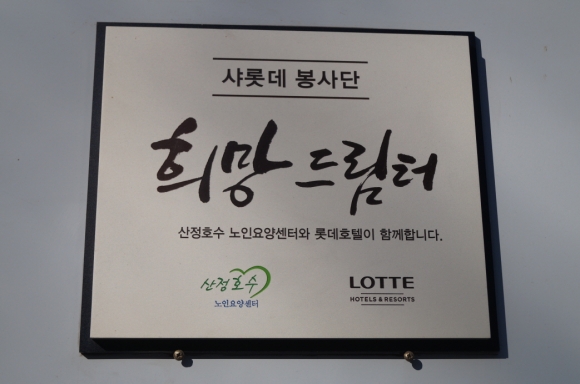 샤롯데 봉사단
희망 드림터
산정호수 노인요양센터와 롯데호텔이 함께합니다.
산정호수
노인요양센터
LOTTE
HOTELS & RESORTS